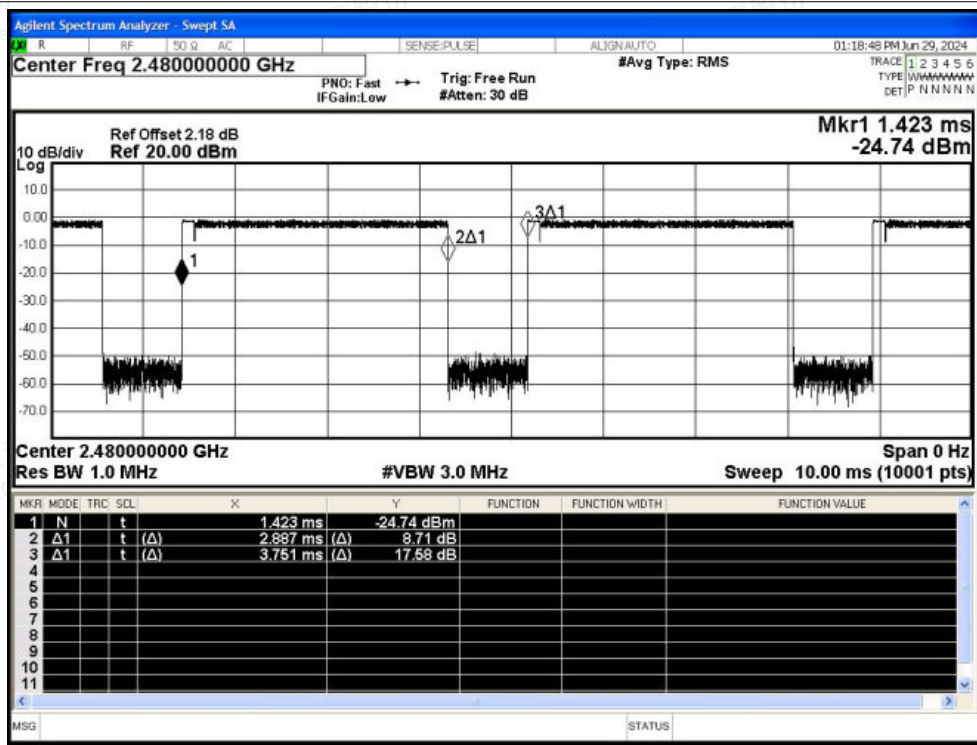 Agilent Spectrum Analyzer - Swept SA
LXI R RF 50 Ω AC SENSE:PULSE ALIGNAUTO 01:18:48 PM Jun 29, 2024
Center Freq 2.480000000 GHz #Avg Type: RMS TRACE 1 2 3 4 5 6
PNO: Fast Trig: Free Run TYPE
IFGain:Low #Atten: 30 dB DET P N N N N N
Mkr1 1.423 ms
Ref Offset 2.18 dB
10 dB/div Ref 20.00 dBm -24.74 dBm
Log
10.0
0.00 3Δ1
-10.0 2Δ1
-20.0 1
-30.0
-40.0
-50.0
-60.0
-70.0
Center 2.480000000 GHz Span 0 Hz
Res BW 1.0 MHz #VBW 3.0 MHz Sweep 10.00 ms (10001 pts)
MKR MODE TRC SCL X Y FUNCTION FUNCTION WIDTH FUNCTION VALUE
1 N t 1.423 ms -24.74 dBm
2 Δ1 t (Δ) 2.887 ms (Δ) 8.71 dB
3 Δ1 t (Δ) 3.751 ms (Δ) 17.58 dB
4
5
6
7
8
9
10
11
MSG STATUS